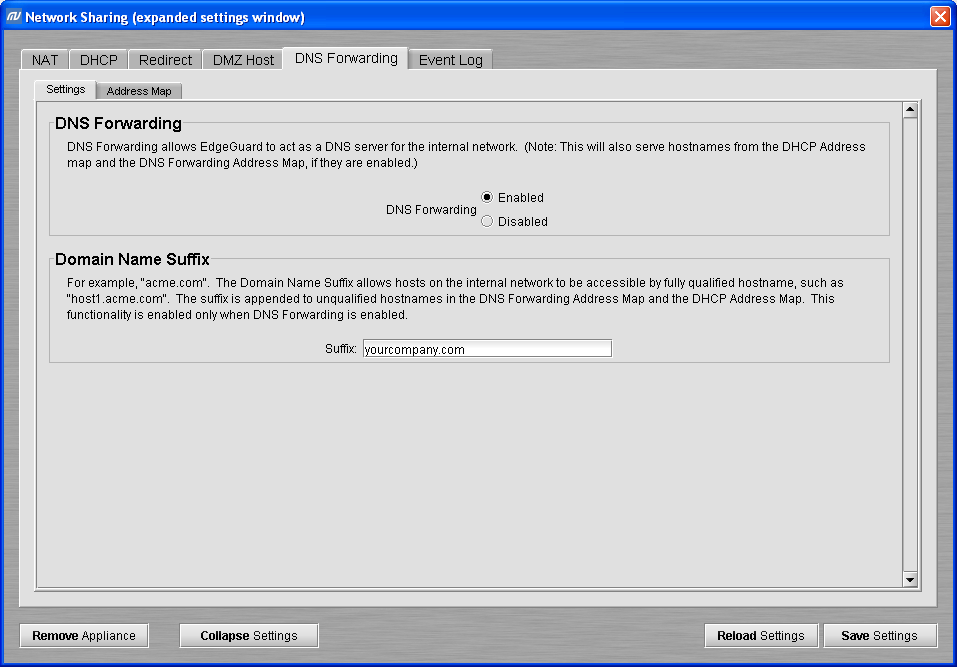 Network Sharing (expanded settings window)
NAT DHCP Redirect DMZ Host DNS Forwarding Event Log
Settings Address Map
DNS Forwarding
DNS Forwarding allows EdgeGuard to act as a DNS server for the internal network. (Note: This will also serve hostnames from the DHCP Address
map and the DNS Forwarding Address Map, if they are enabled.)
Enabled
DNS Forwarding
Disabled
Domain Name Suffix
For example, "acme.com". The Domain Name Suffix allows hosts on the internal network to be accessible by fully qualified hostname, such as
"host1.acme.com". The suffix is appended to unqualified hostnames in the DNS Forwarding Address Map and the DHCP Address Map. This
functionality is enabled only when DNS Forwarding is enabled.
Suffix: yourcompany.com
Remove Appliance Collapse Settings Reload Settings Save Settings